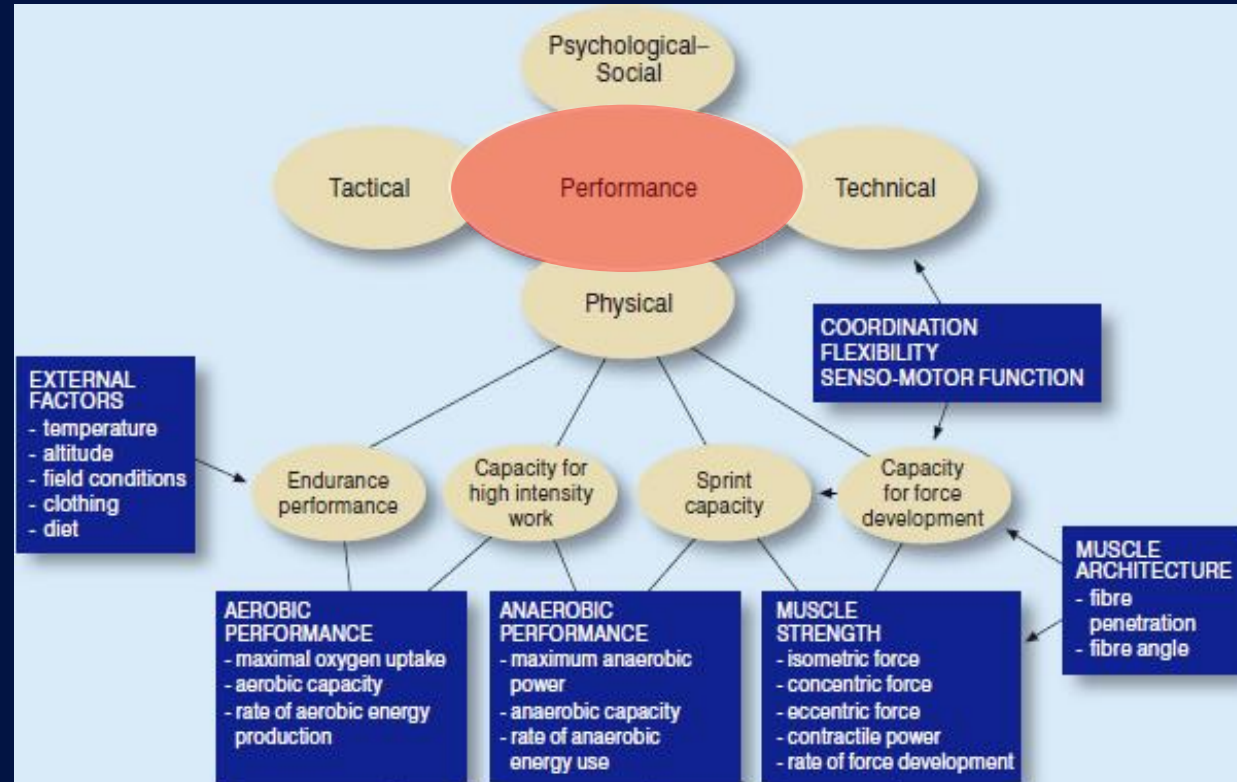 Psychological–
Social
Tactical
Performance
Technical
Physical
COORDINATION
FLEXIBILITY
SENSO-MOTOR FUNCTION
EXTERNAL
FACTORS
- temperature
- altitude
- field conditions
- clothing
- diet
Endurance
performance
Capacity for
high intensity
work
Sprint
capacity
Capacity
for force
development
MUSCLE
ARCHITECTURE
- fibre
penetration
- fibre angle
AEROBIC
PERFORMANCE
- maximal oxygen uptake
- aerobic capacity
- rate of aerobic energy
production
ANAEROBIC
PERFORMANCE
- maximum anaerobic
power
- anaerobic capacity
- rate of anaerobic
energy use
MUSCLE
STRENGTH
- isometric force
- concentric force
- eccentric force
- contractile power
- rate of force development